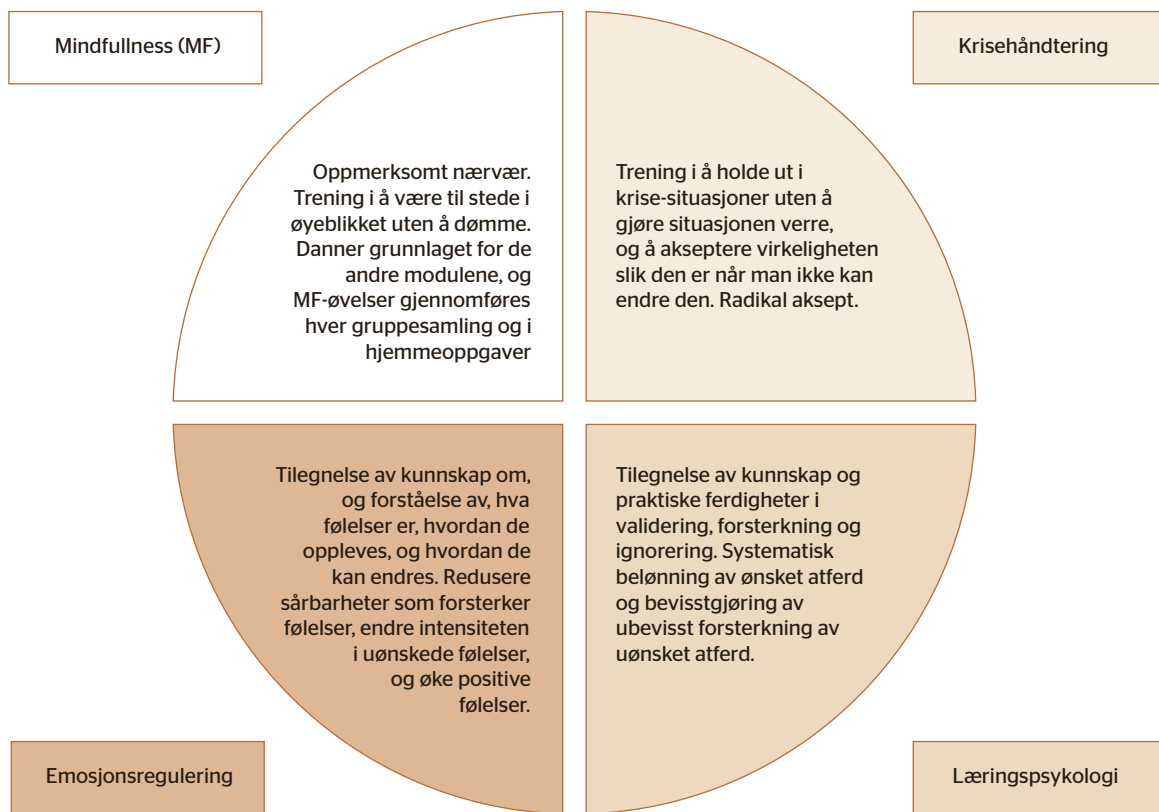 Mindfullness (MF)
Krisehåndtering
Oppmerksomt nærvær.
Trening i å være til stede i
øyeblikket uten å dømme.
Danner grunnlaget for de
andre modulene, og
MF-øvelser gjennomføres
hver gruppesamling og i
hjemmeoppgaver
Trening i å holde ut i
krise-situasjoner uten å
gjøre situasjonen verre,
og å akseptere virkeligheten
slik den er når man ikke kan
endre den. Radikal aksept.
Tilegnelse av kunnskap om,
og forståelse av, hva
følelser er, hvordan de
oppleves, og hvordan de
kan endres. Redusere
sårbarheter som forsterker
følelser, endre intensiteten
i uønskede følelser,
og øke positive
følelser.
Tilegnelse av kunnskap og
praktiske ferdigheter i
validering, forsterkning og
ignorering. Systematisk
belønning av ønsket atferd
og bevisstgjøring av
ubevisst forsterkning av
uønsket atferd.
Emosjonsregulering
Læringspsykologi